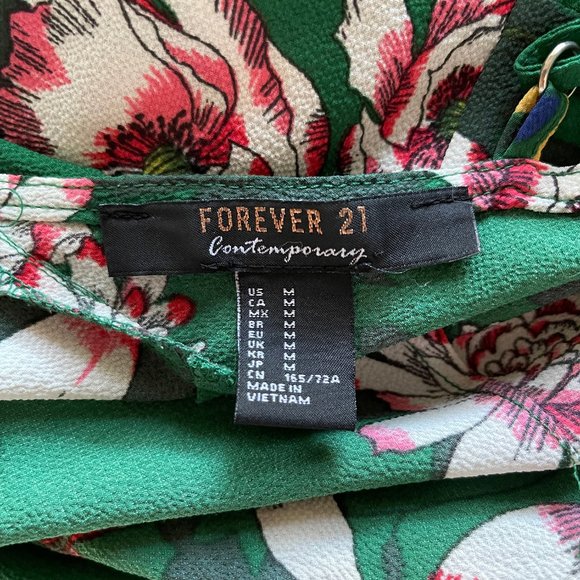 FOREVER 21
Contemporary
US M
CA M
MX M
BR M
EU M
UK M
KR M
JP M
CN 165/72A
MADE IN
VIETNAM